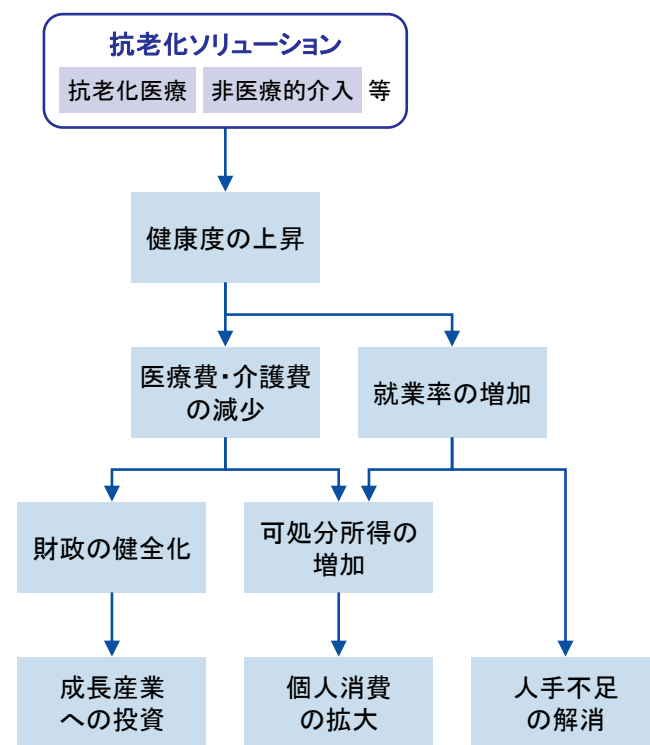 抗老化ソリューション
抗老化医療 非医療的介入 等
健康度の上昇
医療費・介護費
の減少
就業率の増加
財政の健全化
可処分所得の
増加
成長産業
への投資
個人消費
の拡大
人手不足
の解消